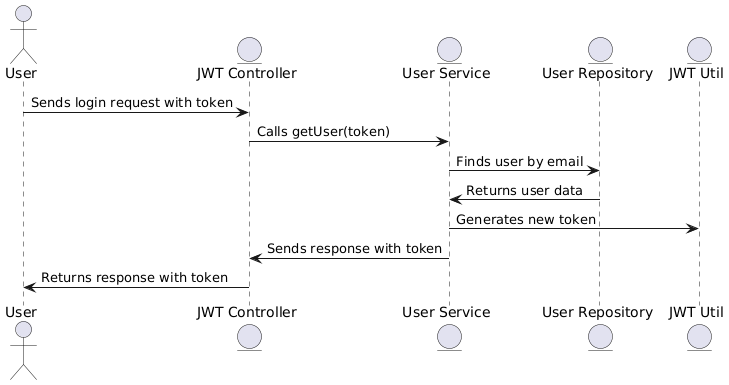 User
JWT Controller
User Service
User Repository
JWT Util
Sends login request with token
Calls getUser(token)
Finds user by email
Returns user data
Generates new token
Sends response with token
Returns response with token
User
JWT Controller
User Service
User Repository
JWT Util